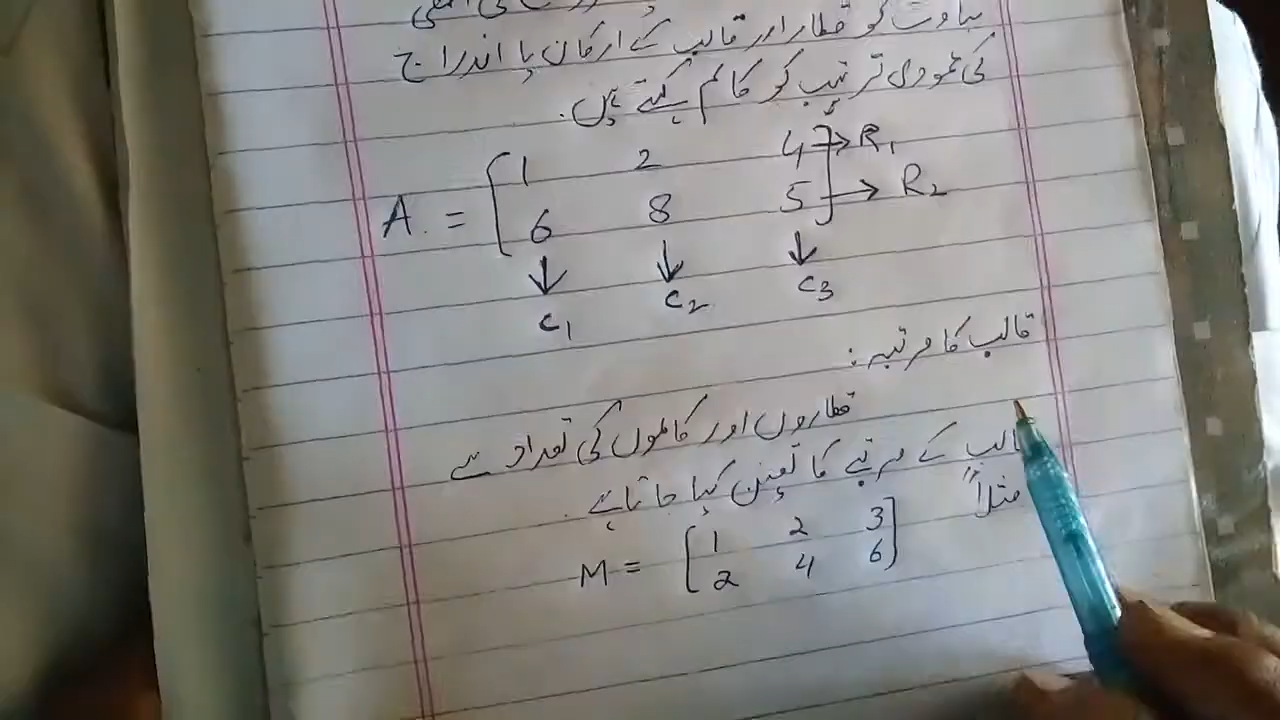 بناوٹ کو قطار اور قالب کے ارکان یا اندراج
کی عمودی ترتیب کو کالم کہتے ہیں.
A = [ 1 2 4 ] → R₁
6 8 5 → R₂
↓ ↓ ↓
c₁ c₂ c₃
قالب کا مرتبہ:
قطاروں اور کالموں کی تعداد سے
قالب کے مرتبے کا تعین کیا جاتا ہے.
مثلاً
M = [ 1 2 3
2 4 6 ]